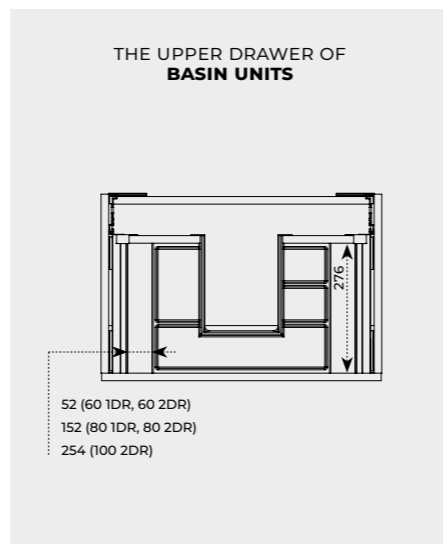 THE UPPER DRAWER OF
BASIN UNITS
276
52 (60 1DR, 60 2DR)
152 (80 1DR, 80 2DR)
254 (100 2DR)